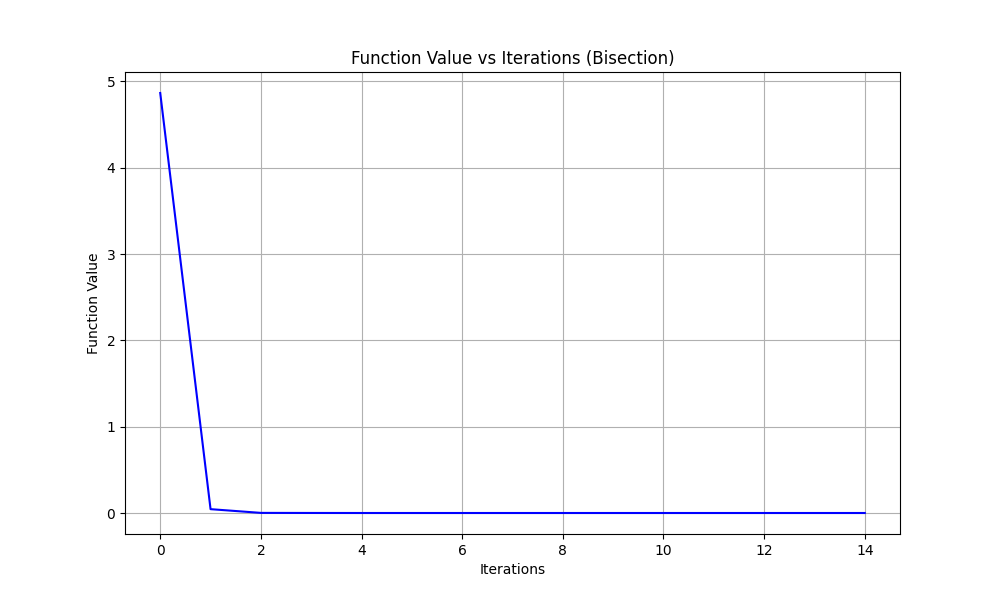 Function Value vs Iterations (Bisection)
5
4
3
2
1
0
Function Value
0 2 4 6 8 10 12 14
Iterations